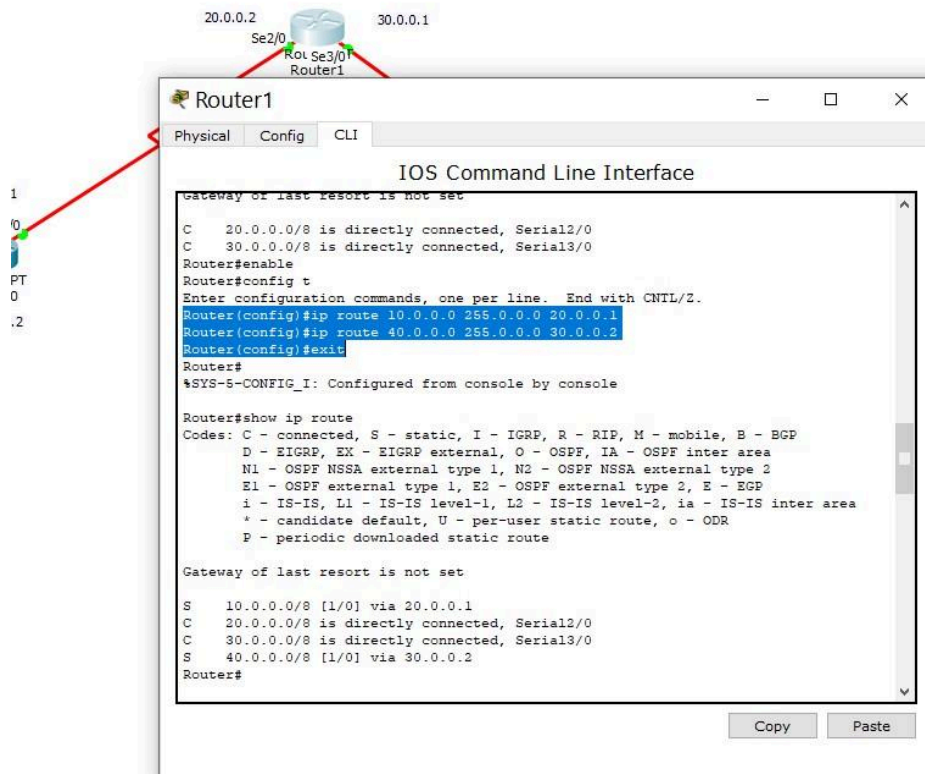 20.0.0.2
30.0.0.1
Se2/0
Se3/0
Router1
1
/0
PT
0
.2
Router1
Physical Config CLI
IOS Command Line Interface
Gateway of last resort is not set
C 20.0.0.0/8 is directly connected, Serial2/0
C 30.0.0.0/8 is directly connected, Serial3/0
Router#enable
Router#config t
Enter configuration commands, one per line. End with CNTL/Z.
Router(config)#ip route 10.0.0.0 255.0.0.0 20.0.0.1
Router(config)#ip route 40.0.0.0 255.0.0.0 30.0.0.2
Router(config)#exit
Router#
%SYS-5-CONFIG_I: Configured from console by console
Router#show ip route
Codes: C - connected, S - static, I - IGRP, R - RIP, M - mobile, B - BGP
D - EIGRP, EX - EIGRP external, O - OSPF, IA - OSPF inter area
N1 - OSPF NSSA external type 1, N2 - OSPF NSSA external type 2
E1 - OSPF external type 1, E2 - OSPF external type 2, E - EGP
i - IS-IS, L1 - IS-IS level-1, L2 - IS-IS level-2, ia - IS-IS inter area
* - candidate default, U - per-user static route, o - ODR
P - periodic downloaded static route
Gateway of last resort is not set
S 10.0.0.0/8 [1/0] via 20.0.0.1
C 20.0.0.0/8 is directly connected, Serial2/0
C 30.0.0.0/8 is directly connected, Serial3/0
S 40.0.0.0/8 [1/0] via 30.0.0.2
Router#
Copy Paste